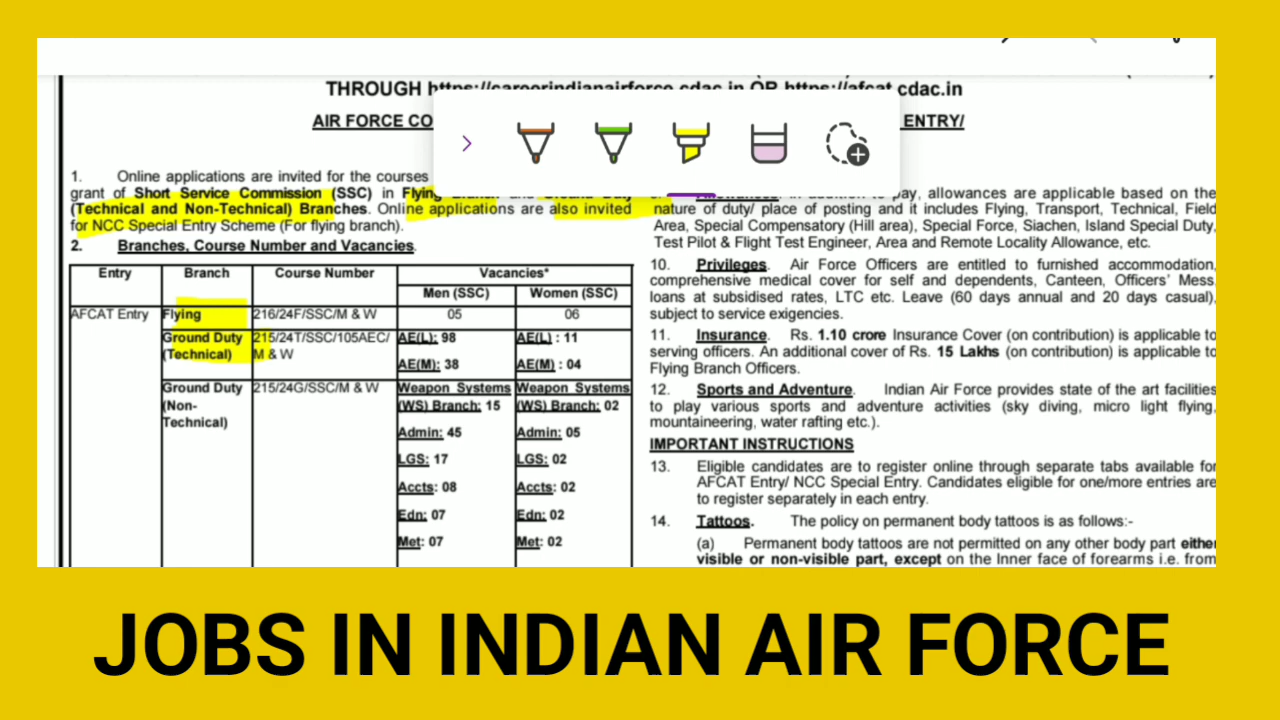 THROUGH https://careerindianairforce.cdac.in OR https://afcat.cdac.in
AIR FORCE CO
ENTRY/
1. Online applications are invited for the courses
grant of Short Service Commission (SSC) in Flying Branch and Ground Duty
(Technical and Non-Technical) Branches. Online applications are also invited
for NCC Special Entry Scheme (For flying branch).
2. Branches, Course Number and Vacancies.
Entry Branch Course Number Vacancies*
Men (SSC) Women (SSC)
AFCAT Entry Flying 216/24F/SSC/M & W 05 06
Ground Duty 215/24T/SSC/105AEC/ AE(L): 98 AE(L) : 11
(Technical) M & W
AE(M): 38 AE(M) : 04
Ground Duty 215/24G/SSC/M & W Weapon Systems Weapon Systems
(Non- (WS) Branch: 15 (WS) Branch: 02
Technical)
Admin: 45 Admin: 05
LGS: 17 LGS: 02
Accts: 08 Accts: 02
Edn: 07 Edn: 02
Met: 07 Met: 02
pay, allowances are applicable based on the
nature of duty/ place of posting and it includes Flying, Transport, Technical, Field
Area, Special Compensatory (Hill area), Special Force, Siachen, Island Special Duty,
Test Pilot & Flight Test Engineer, Area and Remote Locality Allowance, etc.
10. Privileges. Air Force Officers are entitled to furnished accommodation,
comprehensive medical cover for self and dependents, Canteen, Officers' Mess
loans at subsidised rates, LTC etc. Leave (60 days annual and 20 days casual),
subject to service exigencies.
11. Insurance. Rs. 1.10 crore Insurance Cover (on contribution) is applicable to
serving officers. An additional cover of Rs. 15 Lakhs (on contribution) is applicable to
Flying Branch Officers.
12. Sports and Adventure. Indian Air Force provides state of the art facilities
to play various sports and adventure activities (sky diving, micro light flying,
mountaineering, water rafting etc.).
IMPORTANT INSTRUCTIONS
13. Eligible candidates are to register online through separate tabs available for
AFCAT Entry/ NCC Special Entry. Candidates eligible for one/more entries are
to register separately in each entry.
14. Tattoos. The policy on permanent body tattoos is as follows:-
(a) Permanent body tattoos are not permitted on any other body part either
visible or non-visible part, except on the Inner face of forearms i.e. from
JOBS IN INDIAN AIR FORCE